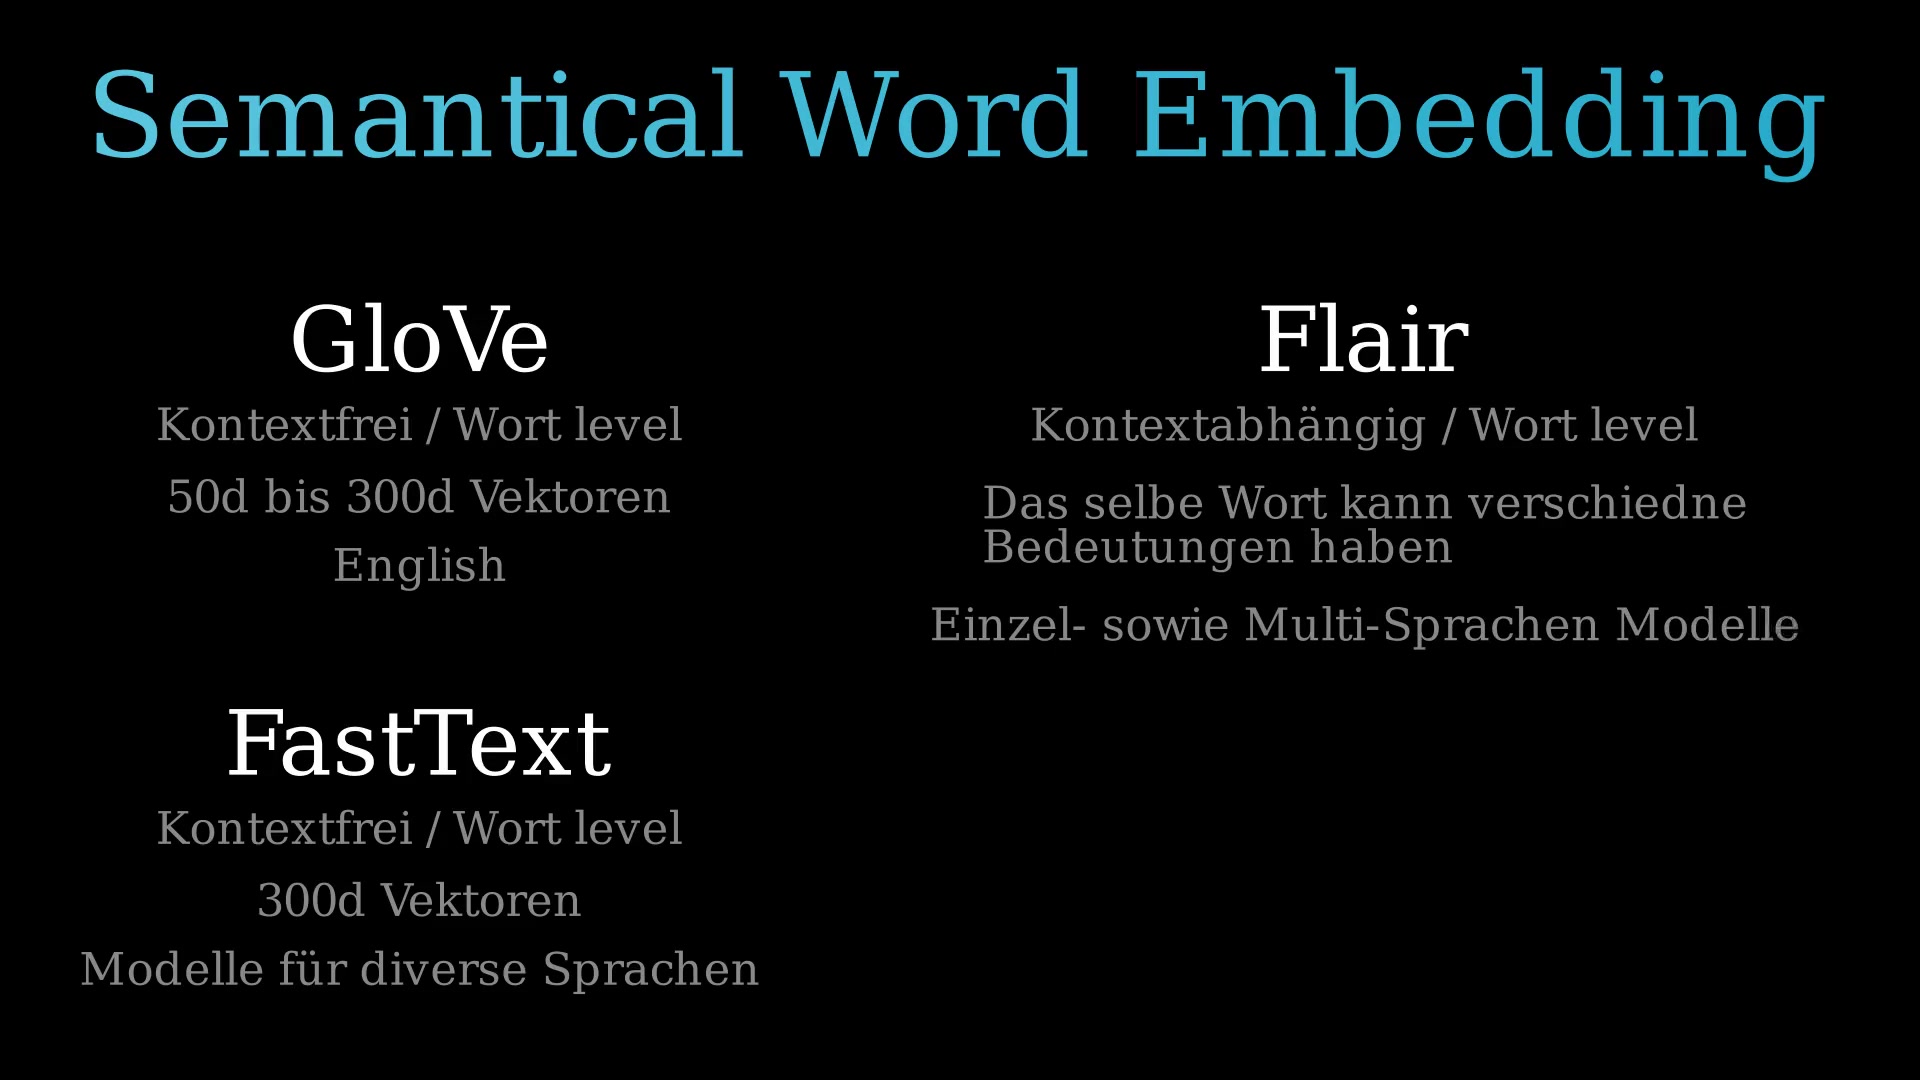 Semantical Word Embedding
GloVe
Kontextfrei / Wort level
50d bis 300d Vektoren
English
FastText
Kontextfrei / Wort level
300d Vektoren
Modelle für diverse Sprachen
Flair
Kontextabhängig / Wort level
Das selbe Wort kann verschiedne
Bedeutungen haben
Einzel- sowie Multi-Sprachen Modelle